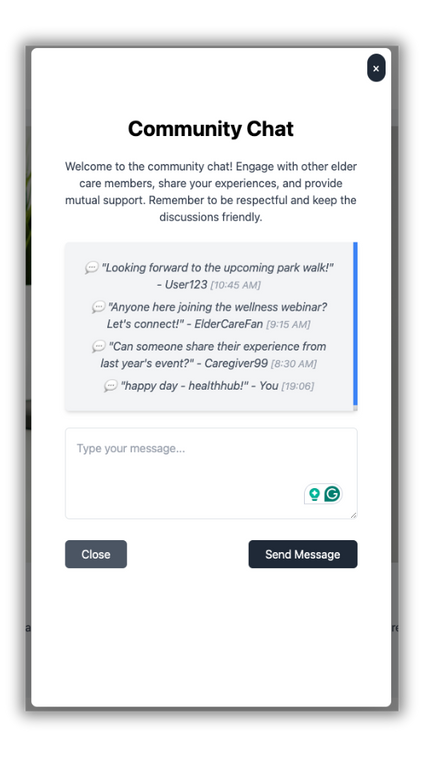 ×
Community Chat
Welcome to the community chat! Engage with other elder
care members, share your experiences, and provide
mutual support. Remember to be respectful and keep the
discussions friendly.
💬 "Looking forward to the upcoming park walk!"
- User123 [10:45 AM]
💬 "Anyone here joining the wellness webinar?
Let's connect!" - ElderCareFan [9:15 AM]
💬 "Can someone share their experience from
last year's event?" - Caregiver99 [8:30 AM]
💬 "happy day - healthhub!" - You [19:06]
Type your message...
Close
Send Message
a
re